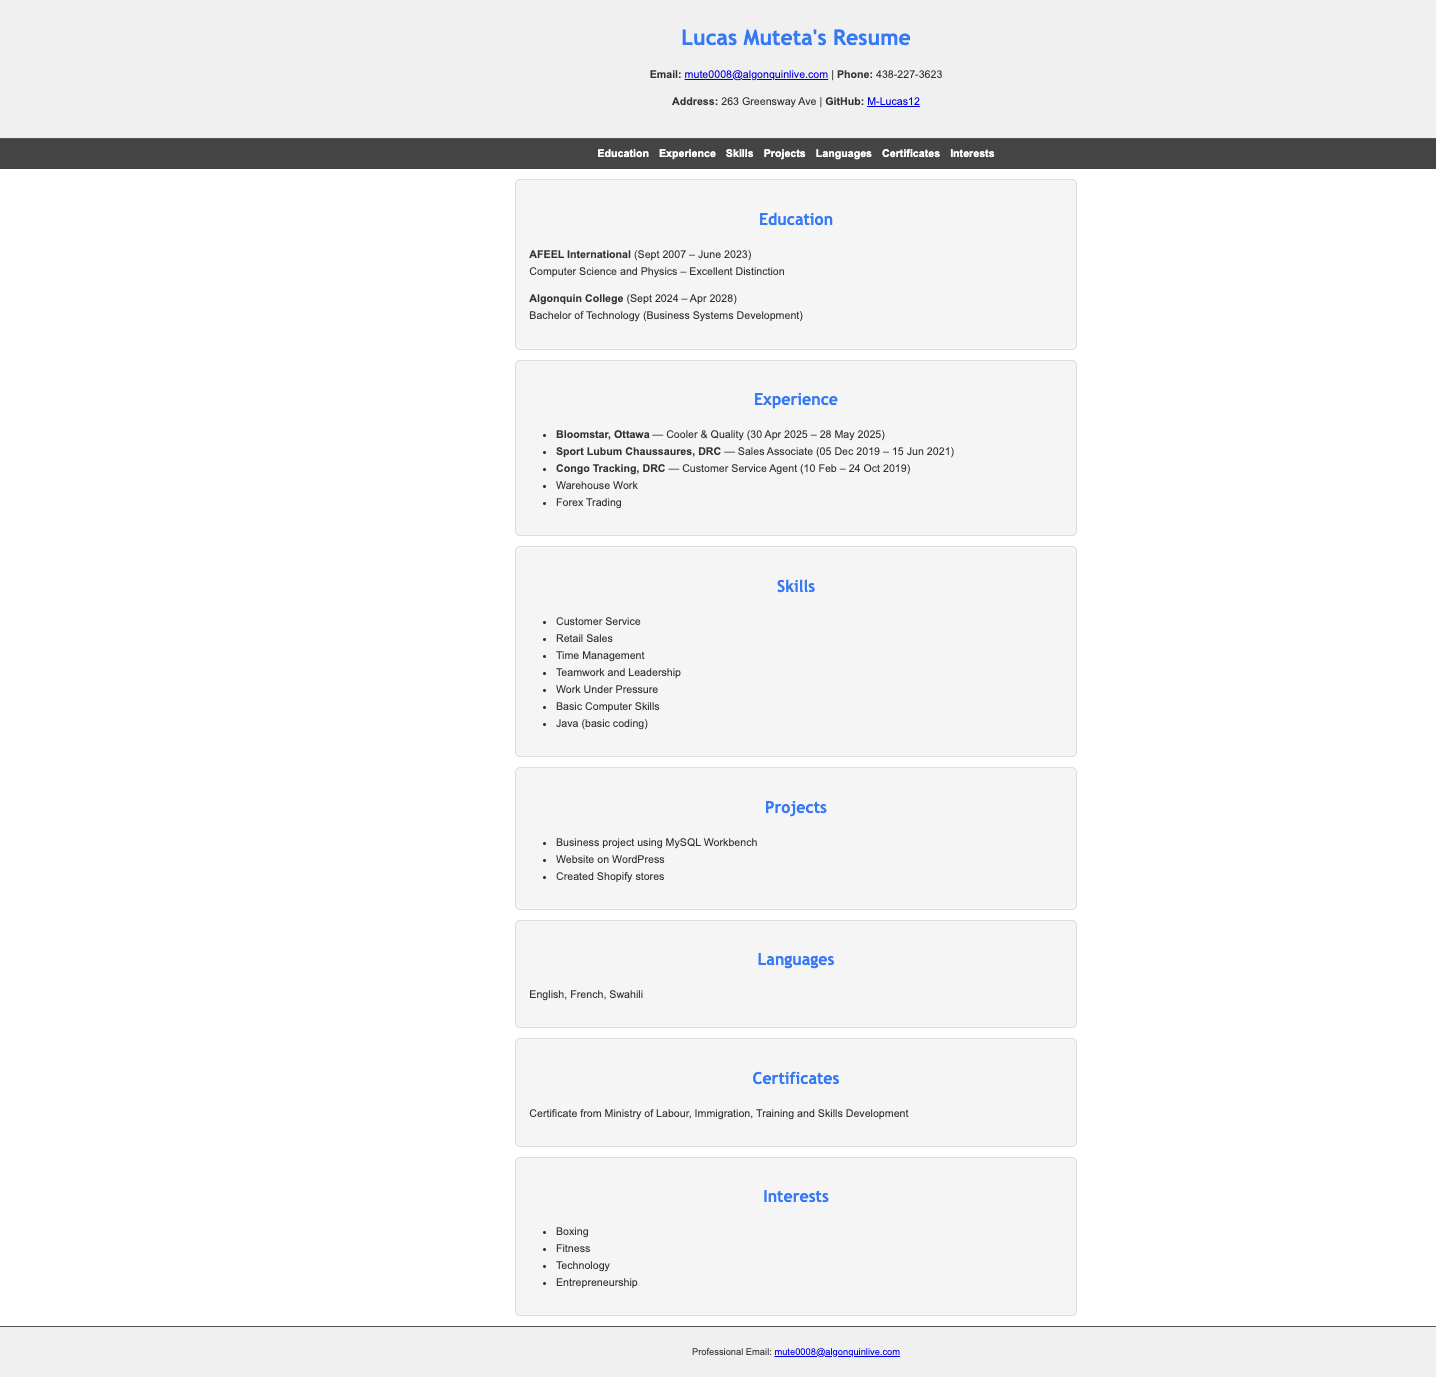 Lucas Muteta's Resume
Email: mute0008@algonquinlive.com | Phone: 438-227-3623
Address: 263 Greensway Ave | GitHub: M-Lucas12
Education Experience Skills Projects Languages Certificates Interests
Education
AFEEL International (Sept 2007 – June 2023)
Computer Science and Physics – Excellent Distinction
Algonquin College (Sept 2024 – Apr 2028)
Bachelor of Technology (Business Systems Development)
Experience
• Bloomstar, Ottawa — Cooler & Quality (30 Apr 2025 – 28 May 2025)
• Sport Lubum Chaussaures, DRC — Sales Associate (05 Dec 2019 – 15 Jun 2021)
• Congo Tracking, DRC — Customer Service Agent (10 Feb – 24 Oct 2019)
• Warehouse Work
• Forex Trading
Skills
• Customer Service
• Retail Sales
• Time Management
• Teamwork and Leadership
• Work Under Pressure
• Basic Computer Skills
• Java (basic coding)
Projects
• Business project using MySQL Workbench
• Website on WordPress
• Created Shopify stores
Languages
English, French, Swahili
Certificates
Certificate from Ministry of Labour, Immigration, Training and Skills Development
Interests
• Boxing
• Fitness
• Technology
• Entrepreneurship
Professional Email: mute0008@algonquinlive.com